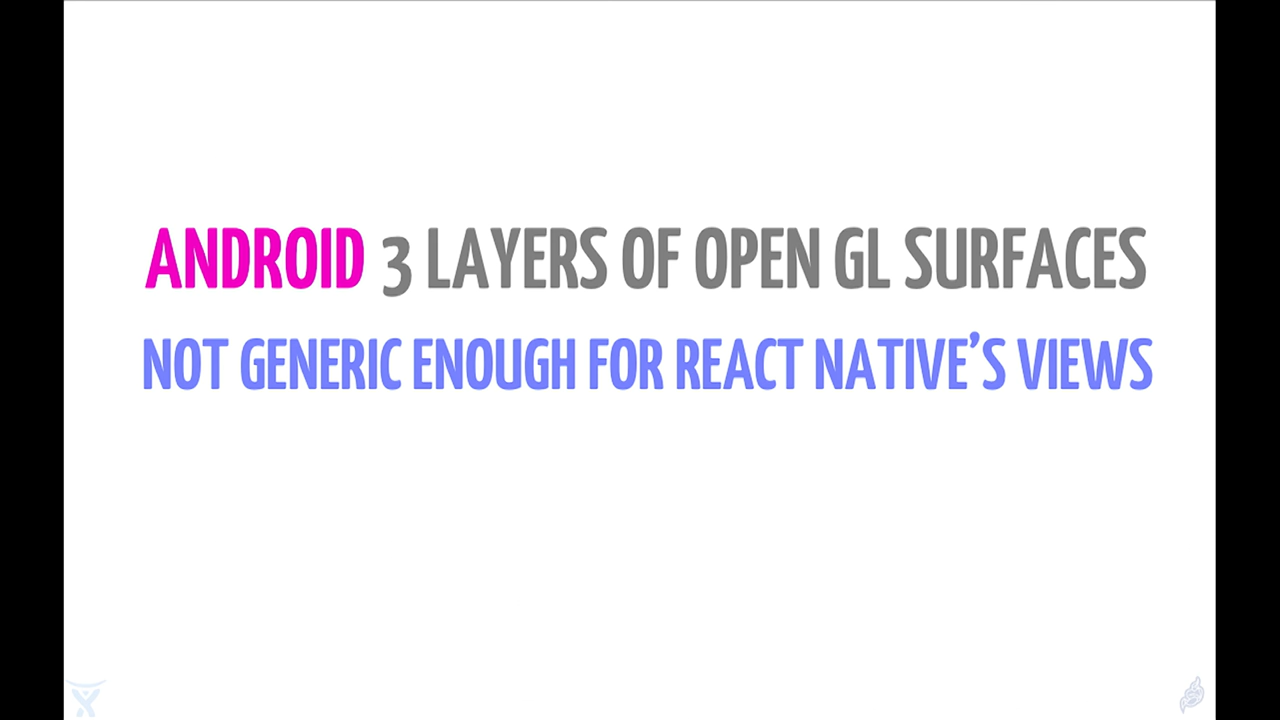 ANDROID 3 LAYERS OF OPEN GL SURFACES
NOT GENERIC ENOUGH FOR REACT NATIVE'S VIEWS